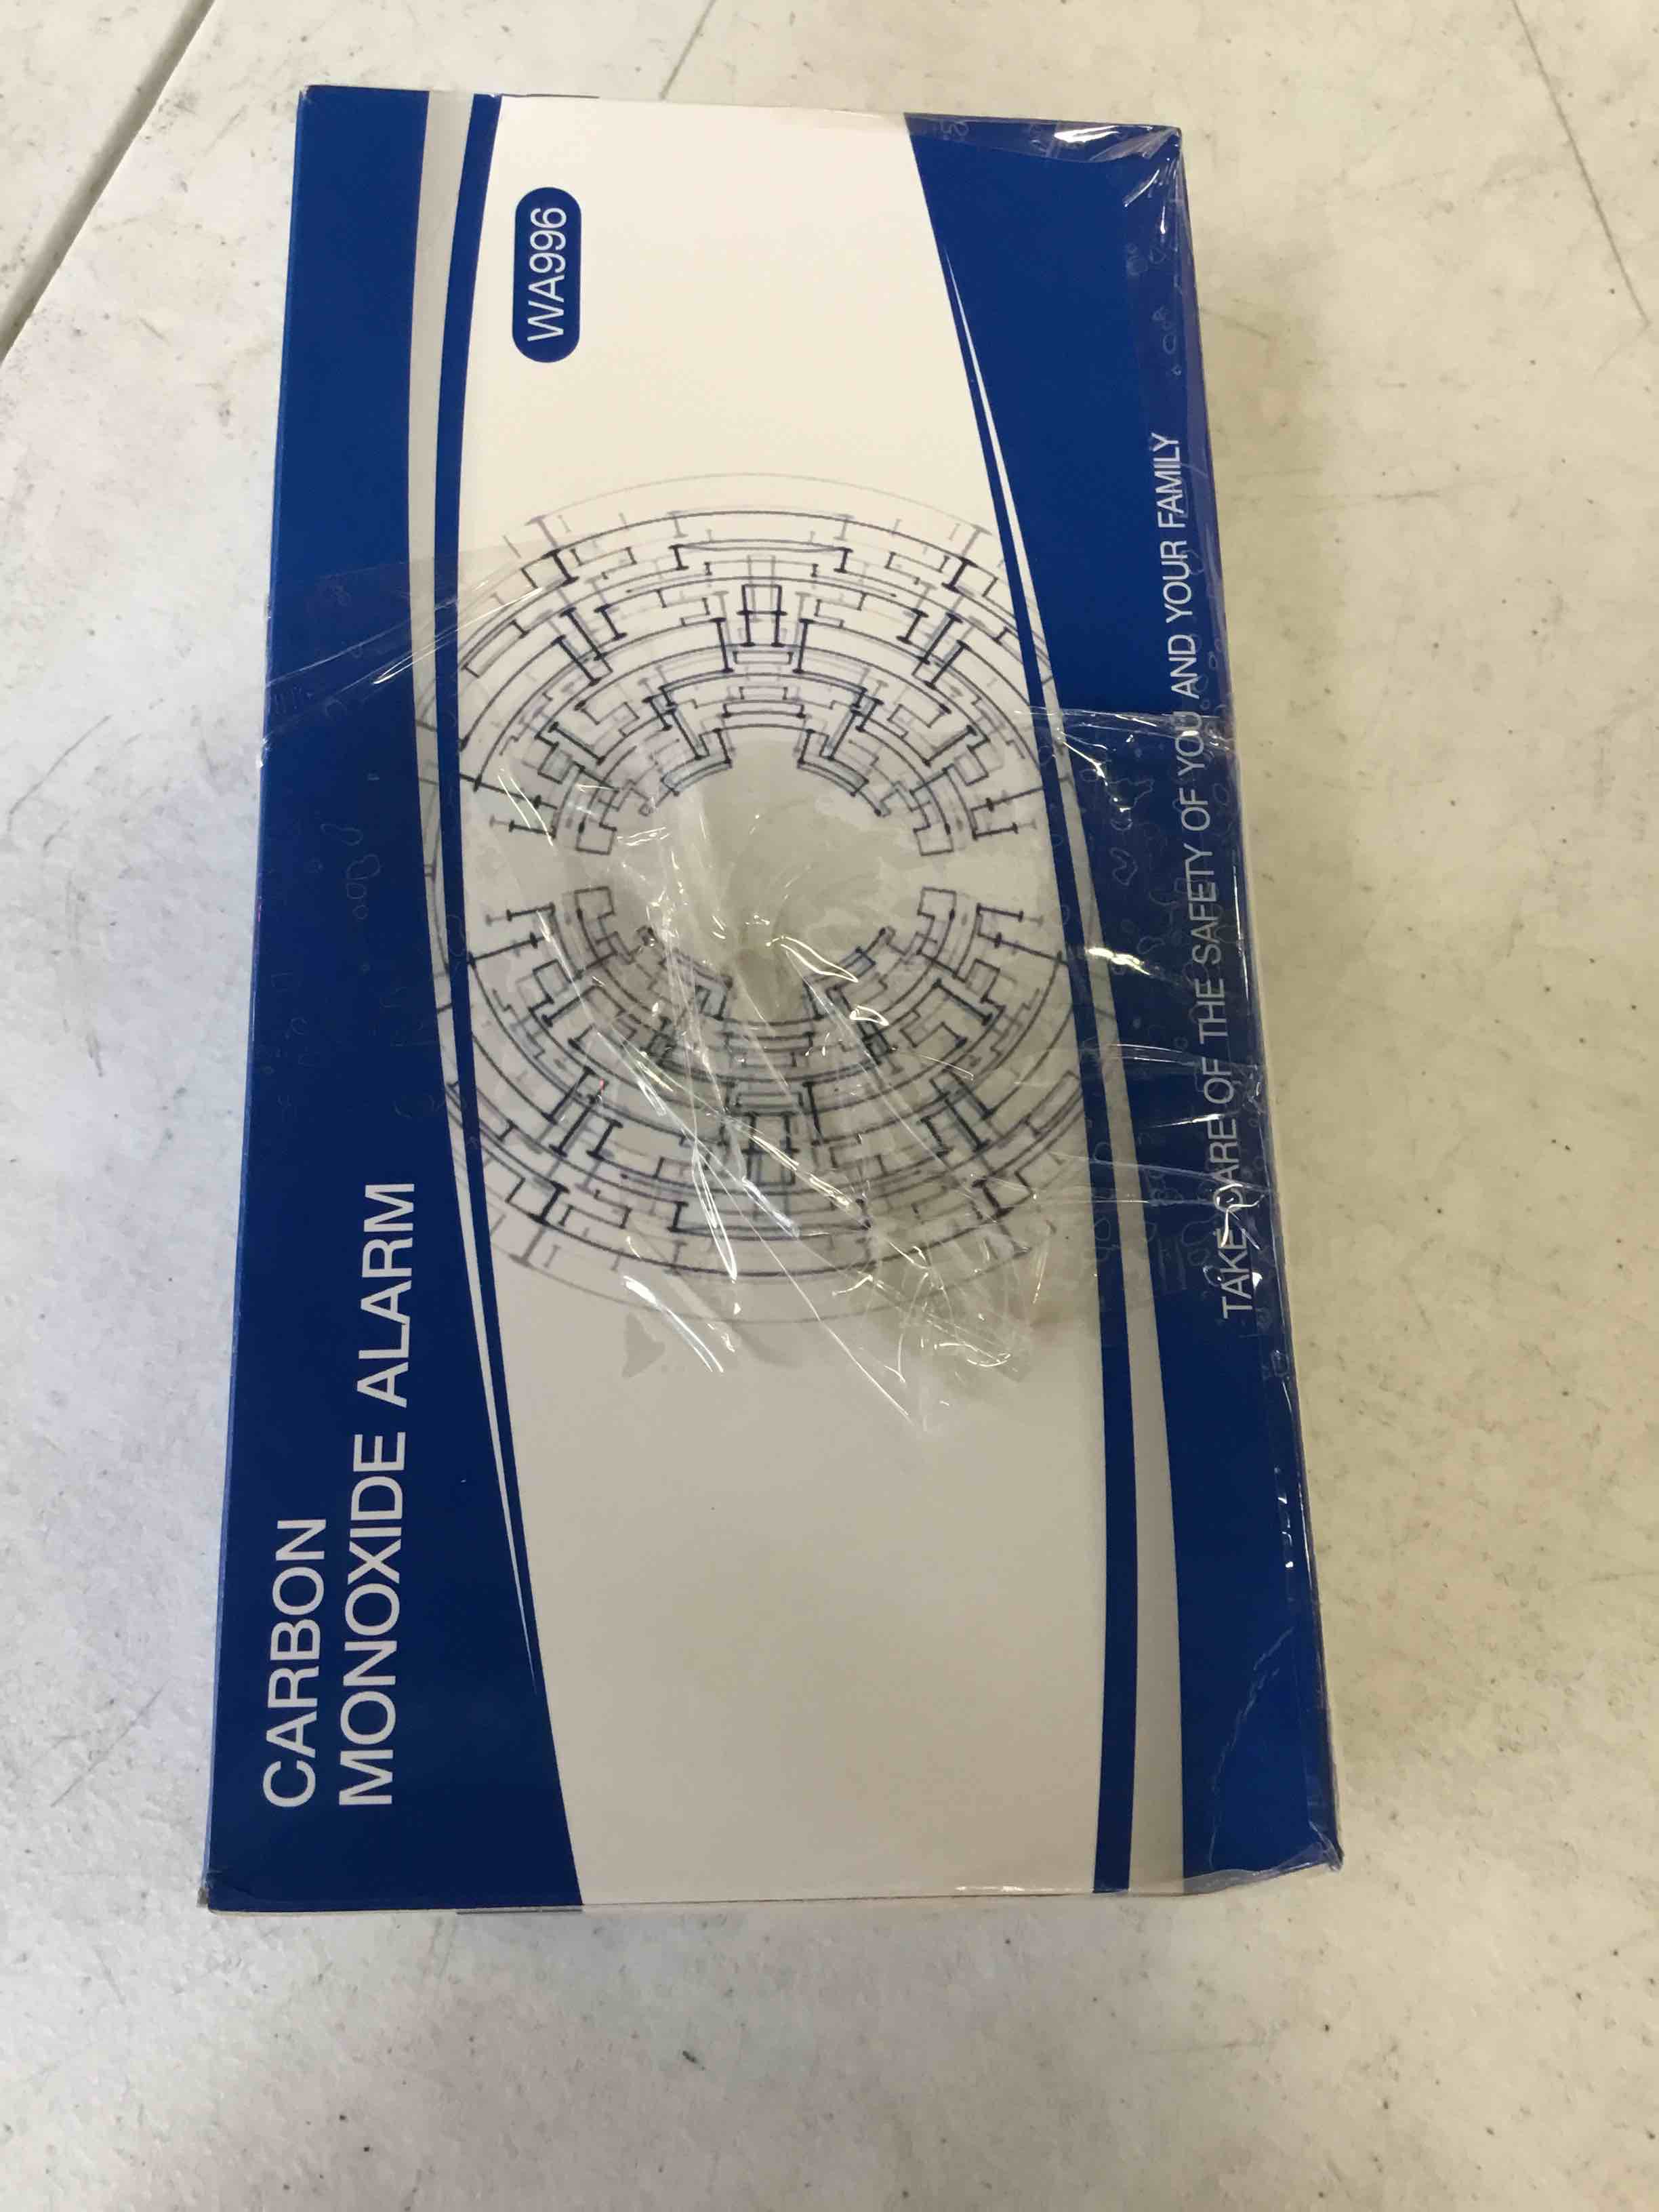 CARBON
MONOXIDE ALARM
WA996
TAKE CARE OF THE SAFETY OF YOU AND YOUR FAMILY